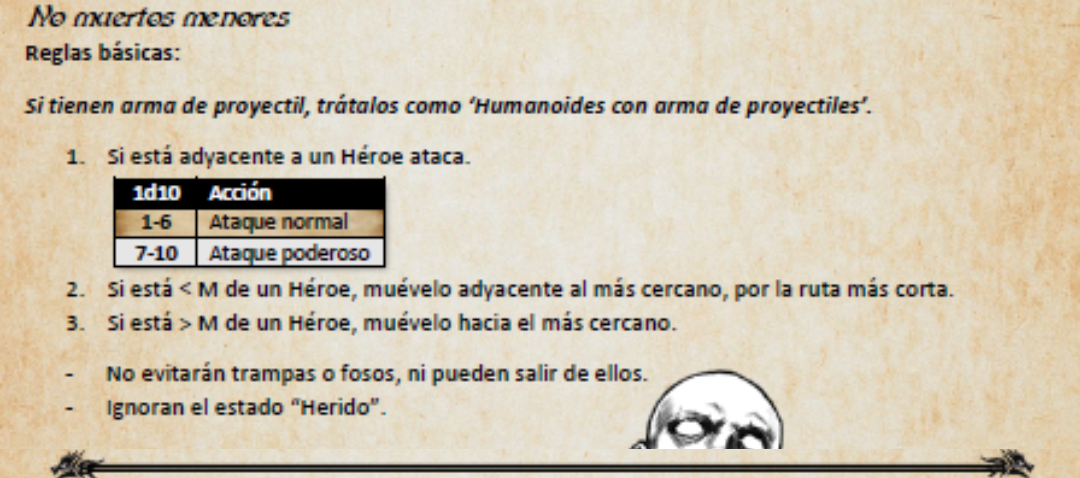 No muertos menores
Reglas básicas:
Si tienen arma de proyectil, trátalos como ‘Humanoides con arma de proyectiles’.
1. Si está adyacente a un Héroe ataca.
1d10 Acción
1-6 Ataque normal
7-10 Ataque poderoso
2. Si está < M de un Héroe, muévelo adyacente al más cercano, por la ruta más corta.
3. Si está > M de un Héroe, muévelo hacia el más cercano.
- No evitarán trampas o fosos, ni pueden salir de ellos.
- Ignoran el estado “Herido”.